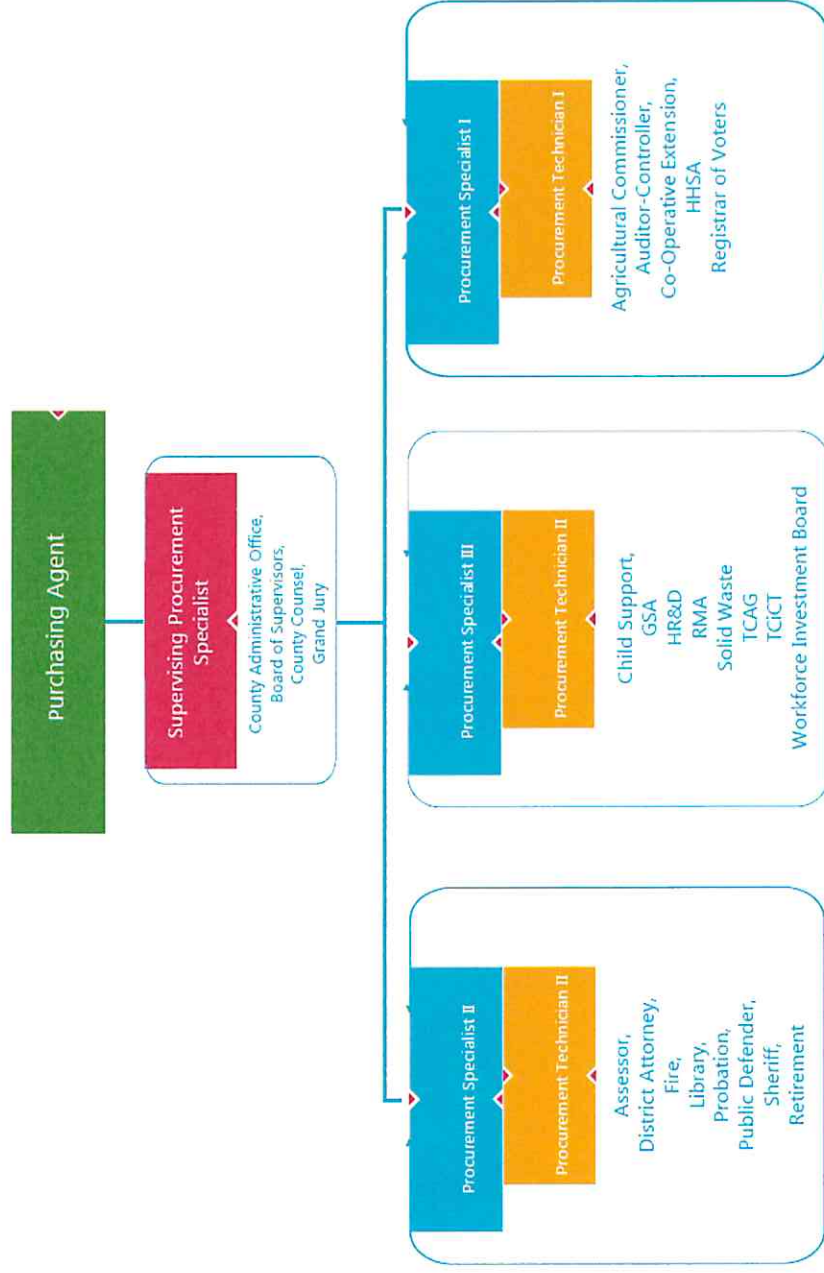 Purchasing Agent
Supervising Procurement
Specialist
County Administrative Office,
Board of Supervisors,
County Counsel,
Grand Jury
Procurement Specialist II
Procurement Technician II
Assessor,
District Attorney,
Fire,
Library,
Probation,
Public Defender,
Sheriff,
Retirement
Procurement Specialist III
Procurement Technician II
Child Support,
GSA
HR&D
RMA
Solid Waste
TCAG
TCiCT
Workforce Investment Board
Procurement Specialist I
Procurement Technician I
Agricultural Commissioner,
Auditor-Controller,
Co-Operative Extension,
HHSA
Registrar of Voters